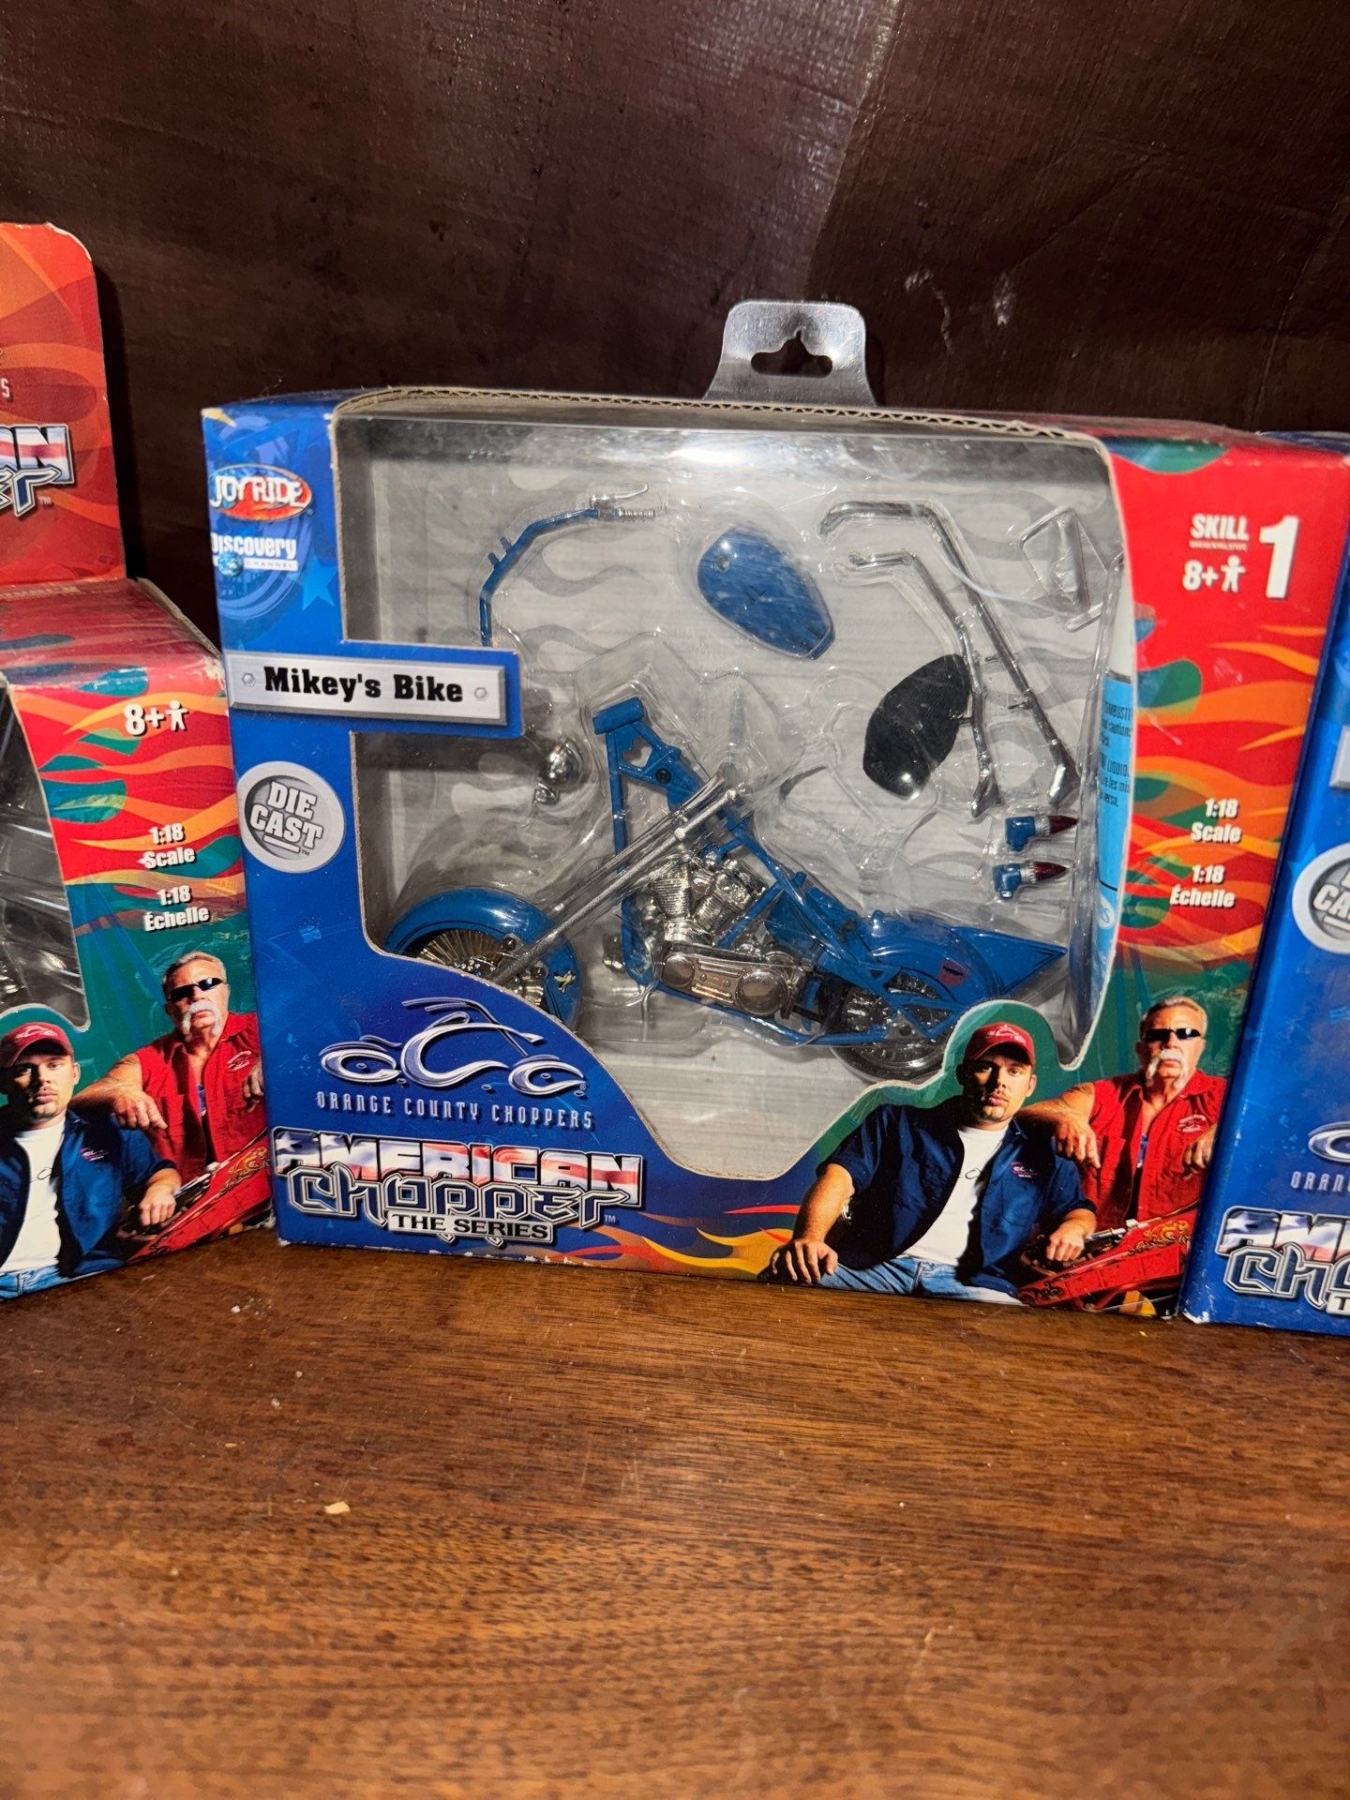 JOYRIDE
Discovery
CHANNEL
Mikey's Bike
DIE
CAST
SKILL
1
8+
1:18
Scale
1:18
Échelle
ORANGE COUNTY CHOPPERS
AMERICAN
Chopper
THE SERIES
8+
1:18
Scale
1:18
Échelle